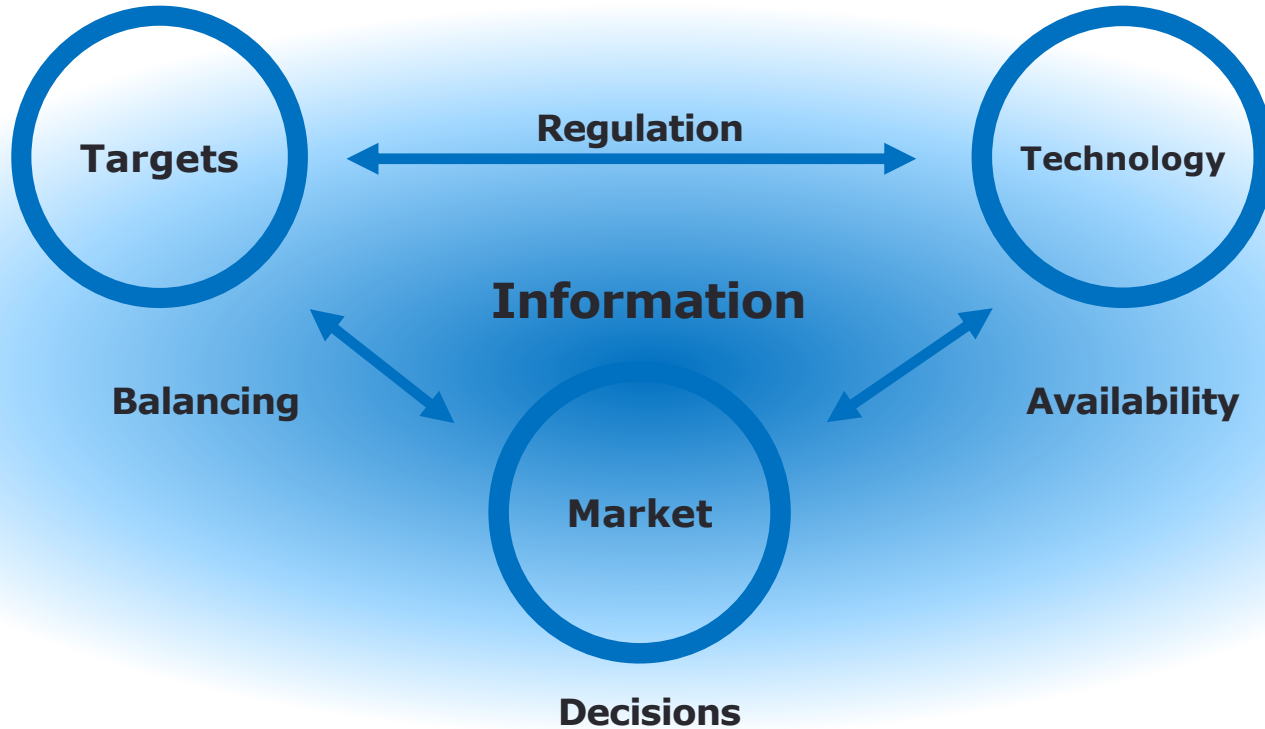 Regulation
Targets
Technology
Information
Balancing
Availability
Market
Decisions